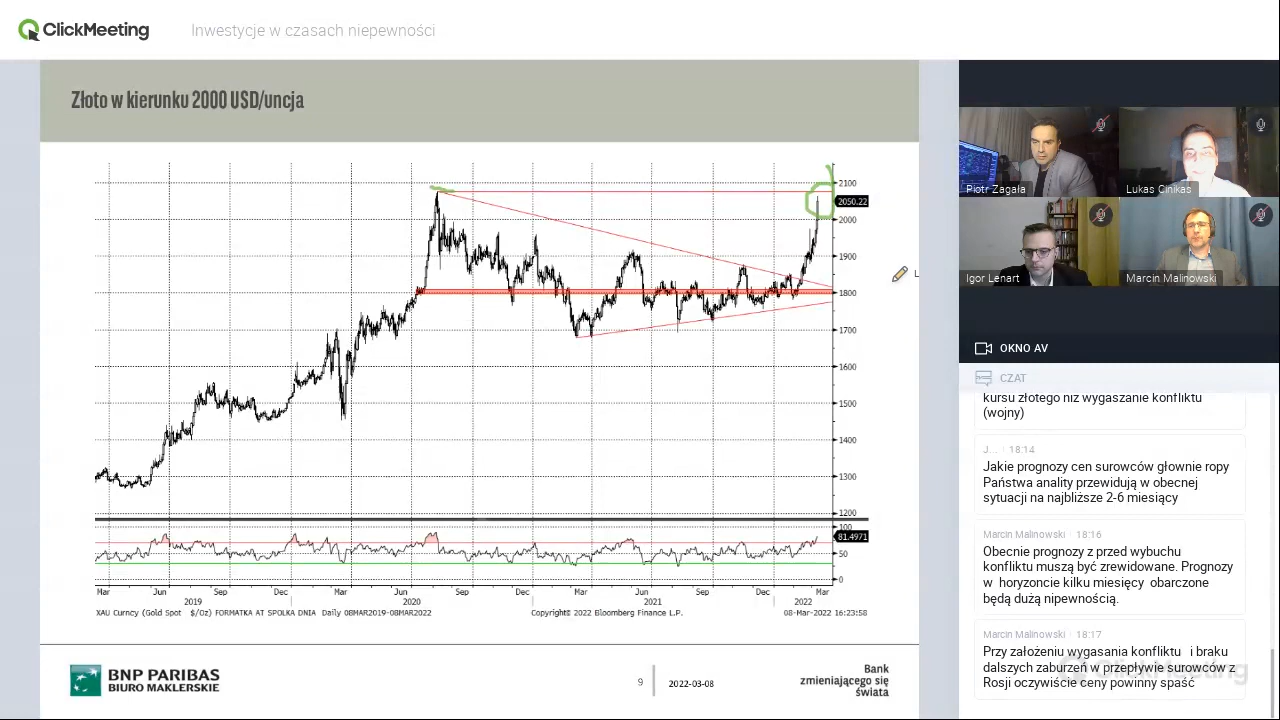 ClickMeeting
Inwestycje w czasach niepewności
Złoto w kierunku 2000 USD/uncja
2100
2050.22
2000
1900
1800
1700
1600
1500
1400
1300
1200
100
81.4971
50
0
Mar Jun Sep Dec Mar Jun Sep Dec Mar Jun Sep Dec Mar
2019 2020 2021 2022
XAU Curncy (Gold Spot $/Oz) FORMATKA AT SPOLKA DNIA Daily 08MAR2019-08MAR2022
Copyright© 2022 Bloomberg Finance L.P.
08-Mar-2022 16:23:58
BNP PARIBAS
BIURO MAKLERSKIE
9
2022-03-08
Bank
zmieniającego się
świata
L
Piotr Zagała
Lukas Cinikas
Igor Lenart
Marcin Malinowski
OKNO AV
CZAT
kursu złotego niż wygaszanie konfliktu
(wojny)
J... 18:14
Jakie prognozy cen surowców głownie ropy
Państwa anality przewidują w obecnej
sytuacji na najbliższe 2-6 miesiący
Marcin Malinowski 18:16
Obecnie prognozy z przed wybuchu
konfliktu muszą być zrewidowane. Prognozy
w horyzoncie kilku miesięcy obarczone
będą dużą nipewnością.
Marcin Malinowski 18:17
Przy założeniu wygasania konfliktu i braku
dalszych zaburzeń w przepływie surowców z
Rosji oczywiście ceny powinny spaść
ClickMeeting